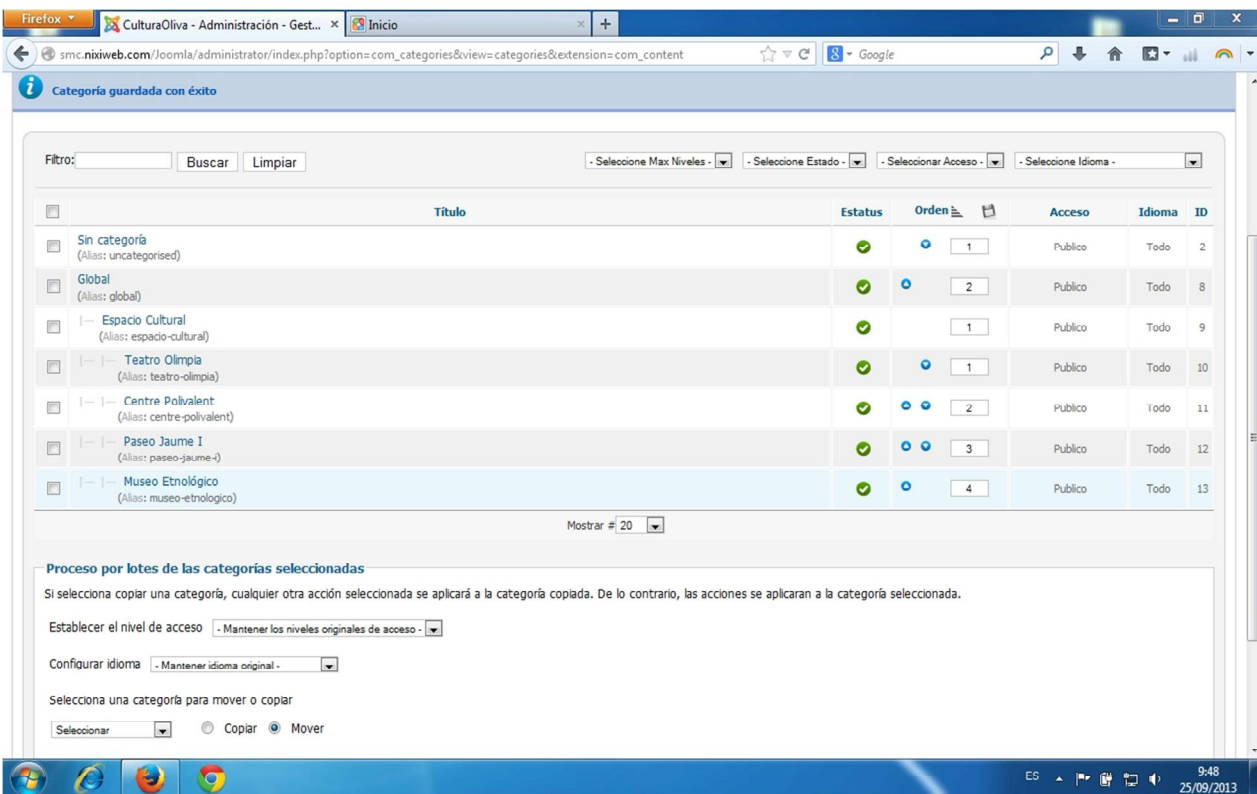 Firefox
CulturaOliva - Administración - Gest... × Inicio × +
smc.nixiweb.com/Joomla/administrator/index.php?option=com_categories&view=categories&extension=com_content Google
Categoría guardada con éxito
Filtro: Buscar Limpiar - Seleccione Max Niveles - - Seleccione Estado - - Seleccionar Acceso - - Seleccione Idioma -
Título Estatus Orden Acceso Idioma ID
Sin categoría 1 Publico Todo 2
(Alias: uncategorised)
Global 2 Publico Todo 8
(Alias: global)
|— Espacio Cultural 1 Publico Todo 9
(Alias: espacio-cultural)
|— |— Teatro Olimpia 1 Publico Todo 10
(Alias: teatro-olimpia)
|— |— Centre Polivalent 2 Publico Todo 11
(Alias: centre-polivalent)
|— |— Paseo Jaume I 3 Publico Todo 12
(Alias: paseo-jaume-i)
|— |— Museo Etnológico 4 Publico Todo 13
(Alias: museo-etnologico)
Mostrar # 20
Proceso por lotes de las categorías seleccionadas
Si selecciona copiar una categoría, cualquier otra acción seleccionada se aplicará a la categoría copiada. De lo contrario, las acciones se aplicaran a la categoría seleccionada.
Establecer el nivel de acceso - Mantener los niveles originales de acceso -
Configurar idioma - Mantener idioma original -
Selecciona una categoría para mover o copiar
Seleccionar Copiar Mover
ES 9:48
25/09/2013